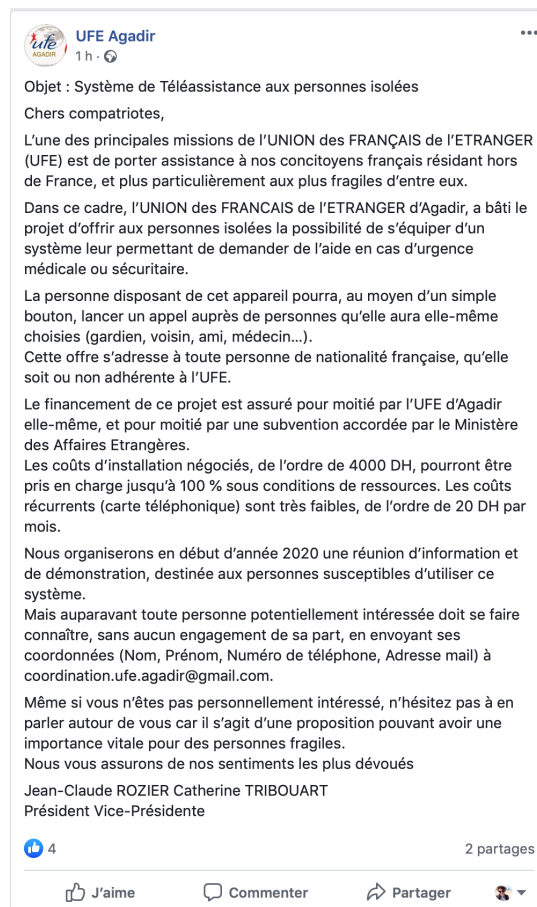 ufe
AGADIR
UFE Agadir
1 h ·
Objet : Système de Téléassistance aux personnes isolées
Chers compatriotes,
L’une des principales missions de l’UNION des FRANÇAIS de l’ETRANGER
(UFE) est de porter assistance à nos concitoyens français résidant hors
de France, et plus particulièrement aux plus fragiles d’entre eux.
Dans ce cadre, l’UNION des FRANCAIS de l’ETRANGER d’Agadir, a bâti le
projet d’offrir aux personnes isolées la possibilité de s’équiper d’un
système leur permettant de demander de l’aide en cas d’urgence
médicale ou sécuritaire.
La personne disposant de cet appareil pourra, au moyen d’un simple
bouton, lancer un appel auprès de personnes qu’elle aura elle-même
choisies (gardien, voisin, ami, médecin...).
Cette offre s’adresse à toute personne de nationalité française, qu’elle
soit ou non adhérente à l’UFE.
Le financement de ce projet est assuré pour moitié par l’UFE d’Agadir
elle-même, et pour moitié par une subvention accordée par le Ministère
des Affaires Etrangères.
Les coûts d’installation négociés, de l’ordre de 4000 DH, pourront être
pris en charge jusqu’à 100 % sous conditions de ressources. Les coûts
récurrents (carte téléphonique) sont très faibles, de l’ordre de 20 DH par
mois.
Nous organiserons en début d’année 2020 une réunion d’information et
de démonstration, destinée aux personnes susceptibles d’utiliser ce
système.
Mais auparavant toute personne potentiellement intéressée doit se faire
connaître, sans aucun engagement de sa part, en envoyant ses
coordonnées (Nom, Prénom, Numéro de téléphone, Adresse mail) à
coordination.ufe.agadir@gmail.com.
Même si vous n’êtes pas personnellement intéressé, n’hésitez pas à en
parler autour de vous car il s’agit d’une proposition pouvant avoir une
importance vitale pour des personnes fragiles.
Nous vous assurons de nos sentiments les plus dévoués
Jean-Claude ROZIER Catherine TRIBOUART
Président Vice-Présidente
4
2 partages
J’aime
Commenter
Partager